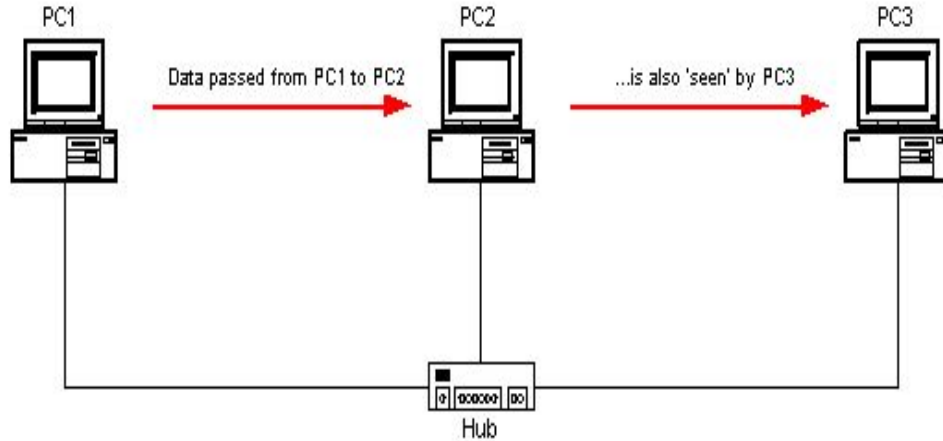 PC1
PC2
PC3
Data passed from PC1 to PC2
...is also 'seen' by PC3
Hub